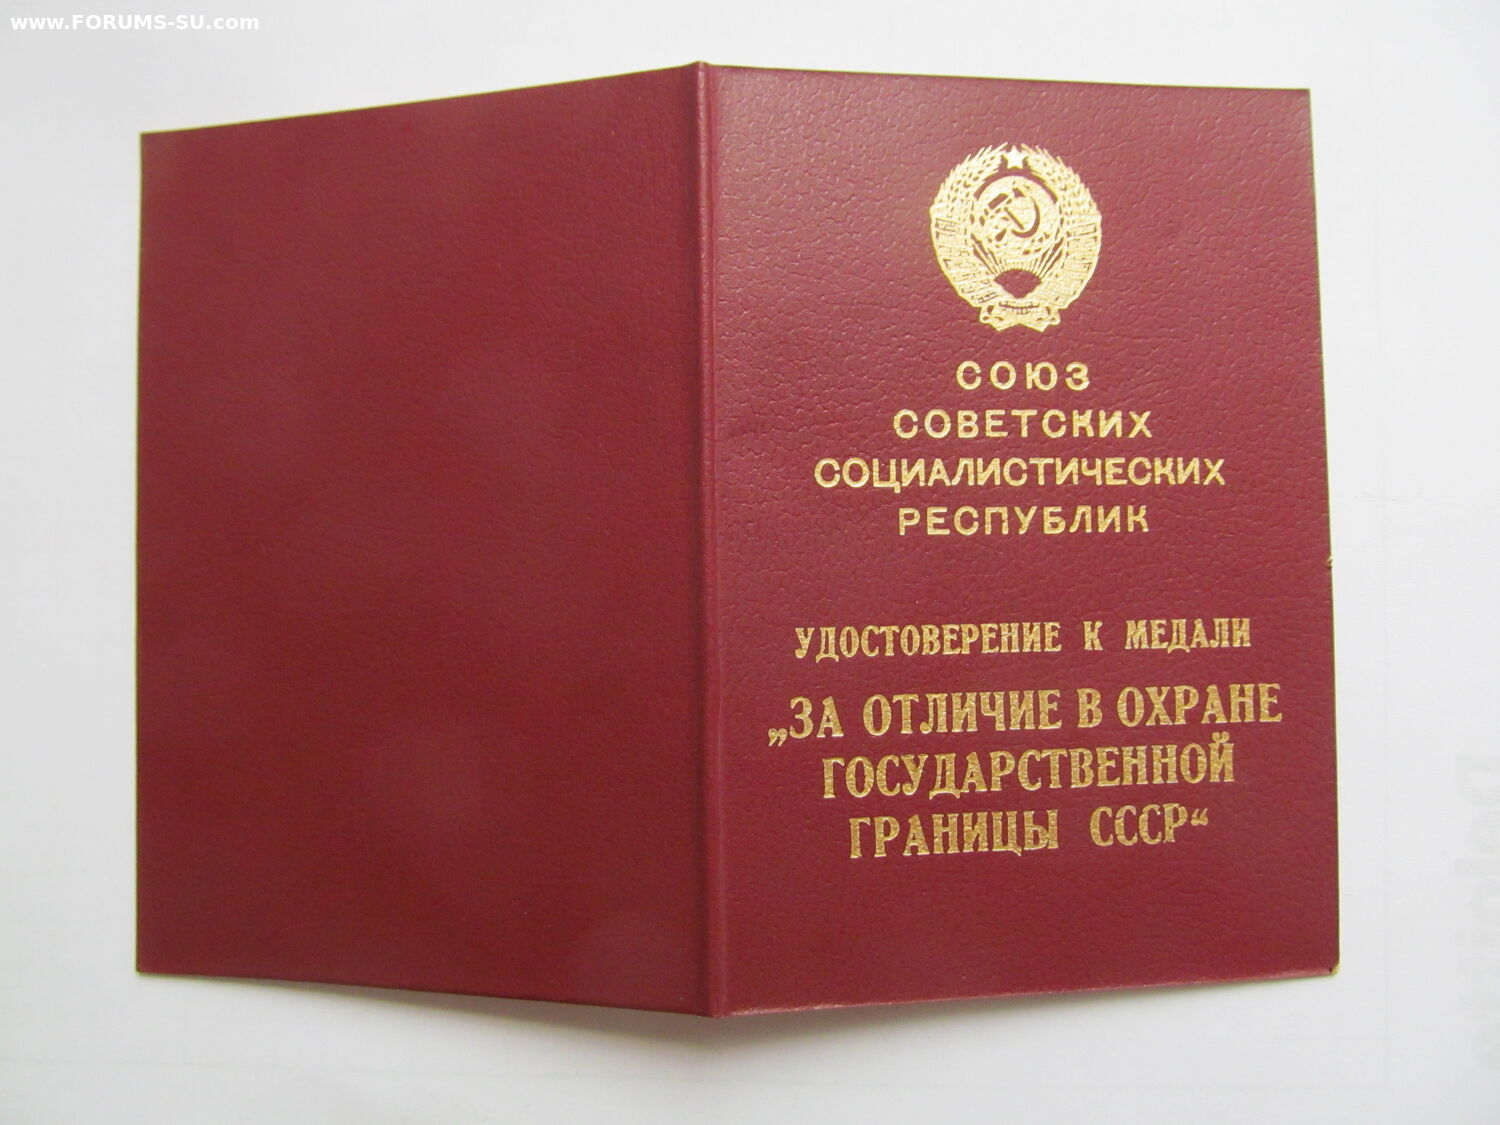 www.FORUMS-SU.com
СОЮЗ
СОВЕТСКИХ
СОЦИАЛИСТИЧЕСКИХ
РЕСПУБЛИК
УДОСТОВЕРЕНИЕ К МЕДАЛИ
„ЗА ОТЛИЧИЕ В ОХРАНЕ
ГОСУДАРСТВЕННОЙ
ГРАНИЦЫ СССР“